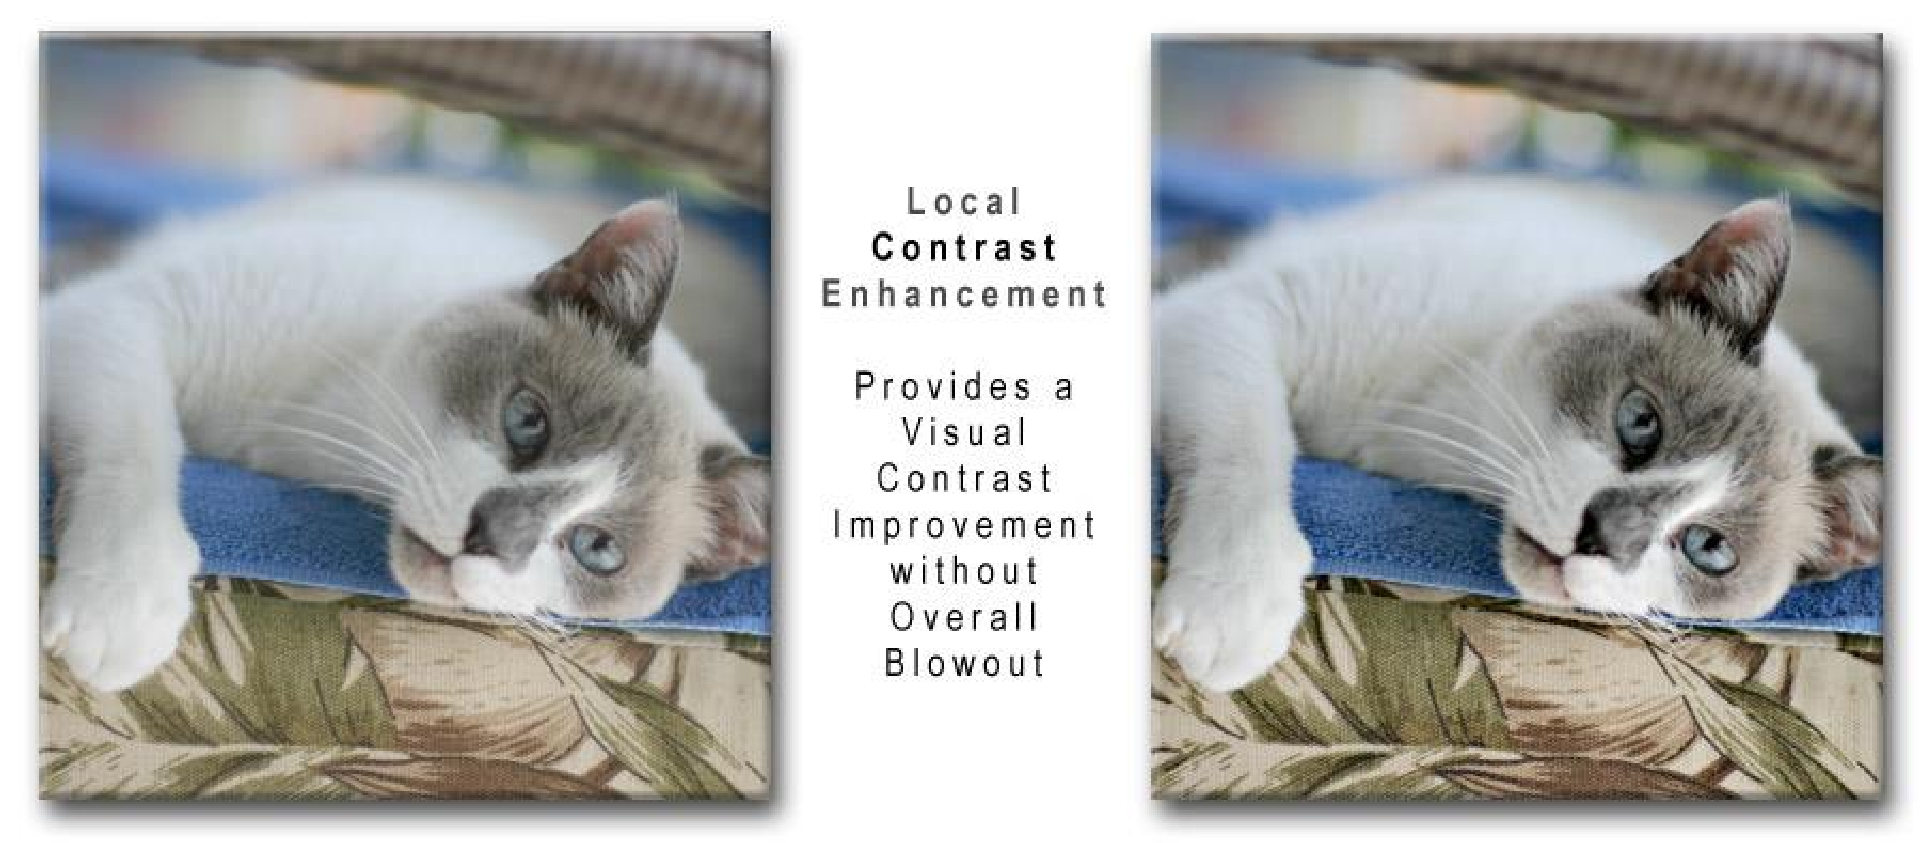 Local
Contrast
Enhancement
Provides a
Visual
Contrast
Improvement
without
Overall
Blowout